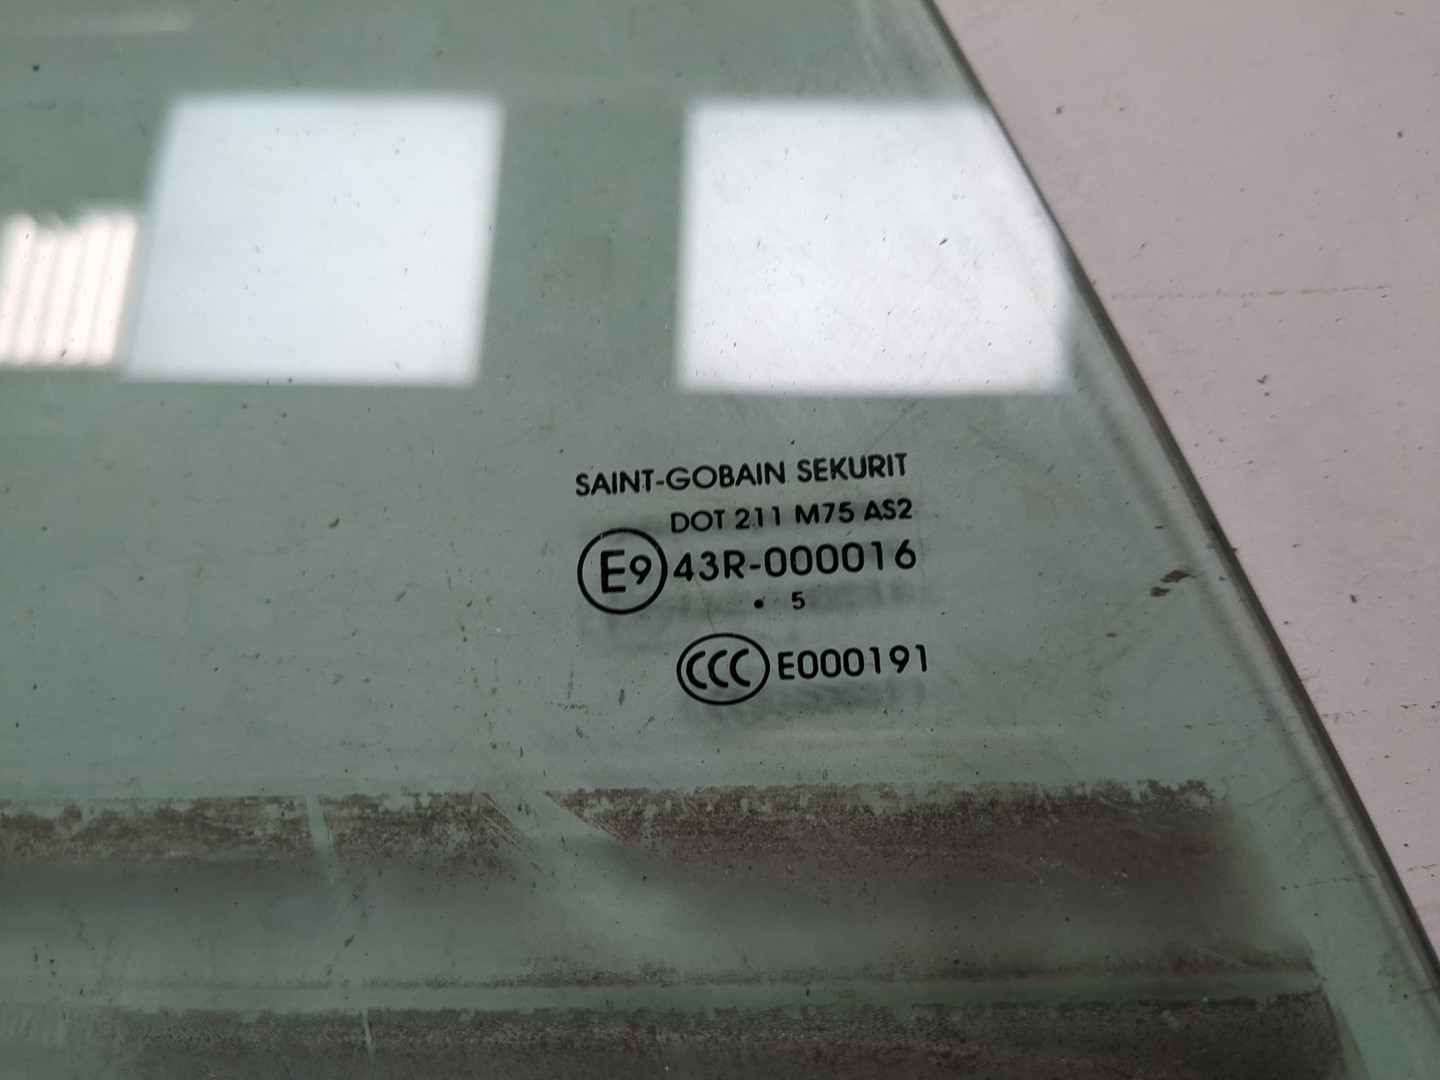 SAINT-GOBAIN SEKURIT
DOT 211 M75 AS2
E9 43R-000016
. 5
CCC E000191